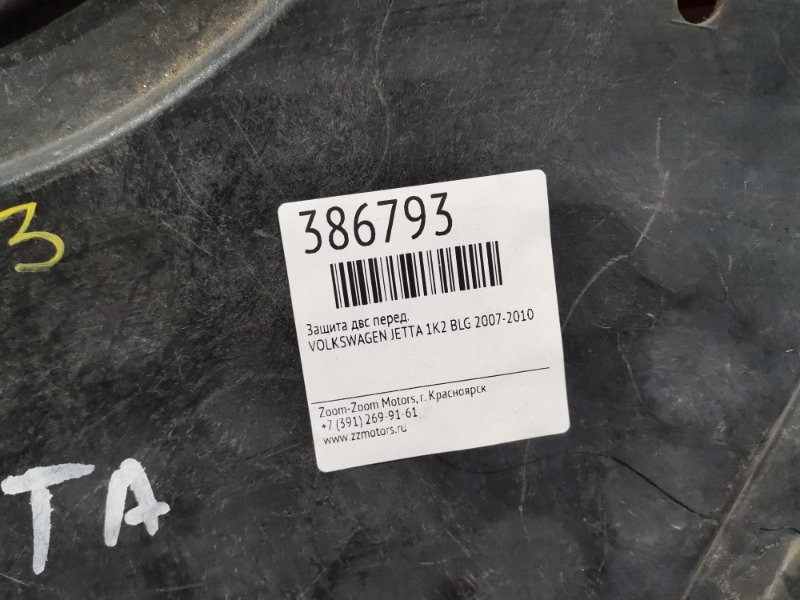 386793
Защита двс перед.
VOLKSWAGEN JETTA 1K2 BLG 2007-2010
Zoom-Zoom Motors, г. Красноярск
+7 (391) 269-91-61
www.zzmotors.ru
3
TA